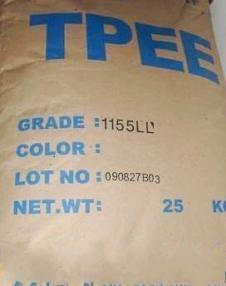 TPEE
GRADE : 1155LL
COLOR :
LOT NO : 090827B03
NET.WT: 25